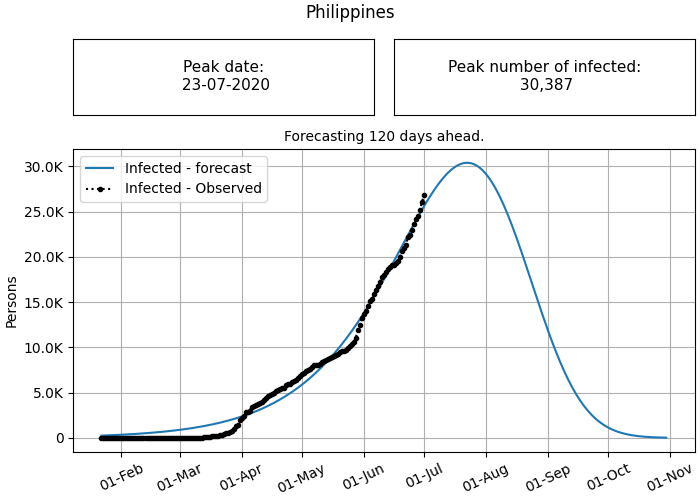 Philippines
Peak date:
23-07-2020
Peak number of infected:
30,387
Forecasting 120 days ahead.
Infected - forecast
Infected - Observed
30.0K
25.0K
20.0K
15.0K
10.0K
5.0K
0
Persons
01-Feb
01-Mar
01-Apr
01-May
01-Jun
01-Jul
01-Aug
01-Sep
01-Oct
01-Nov